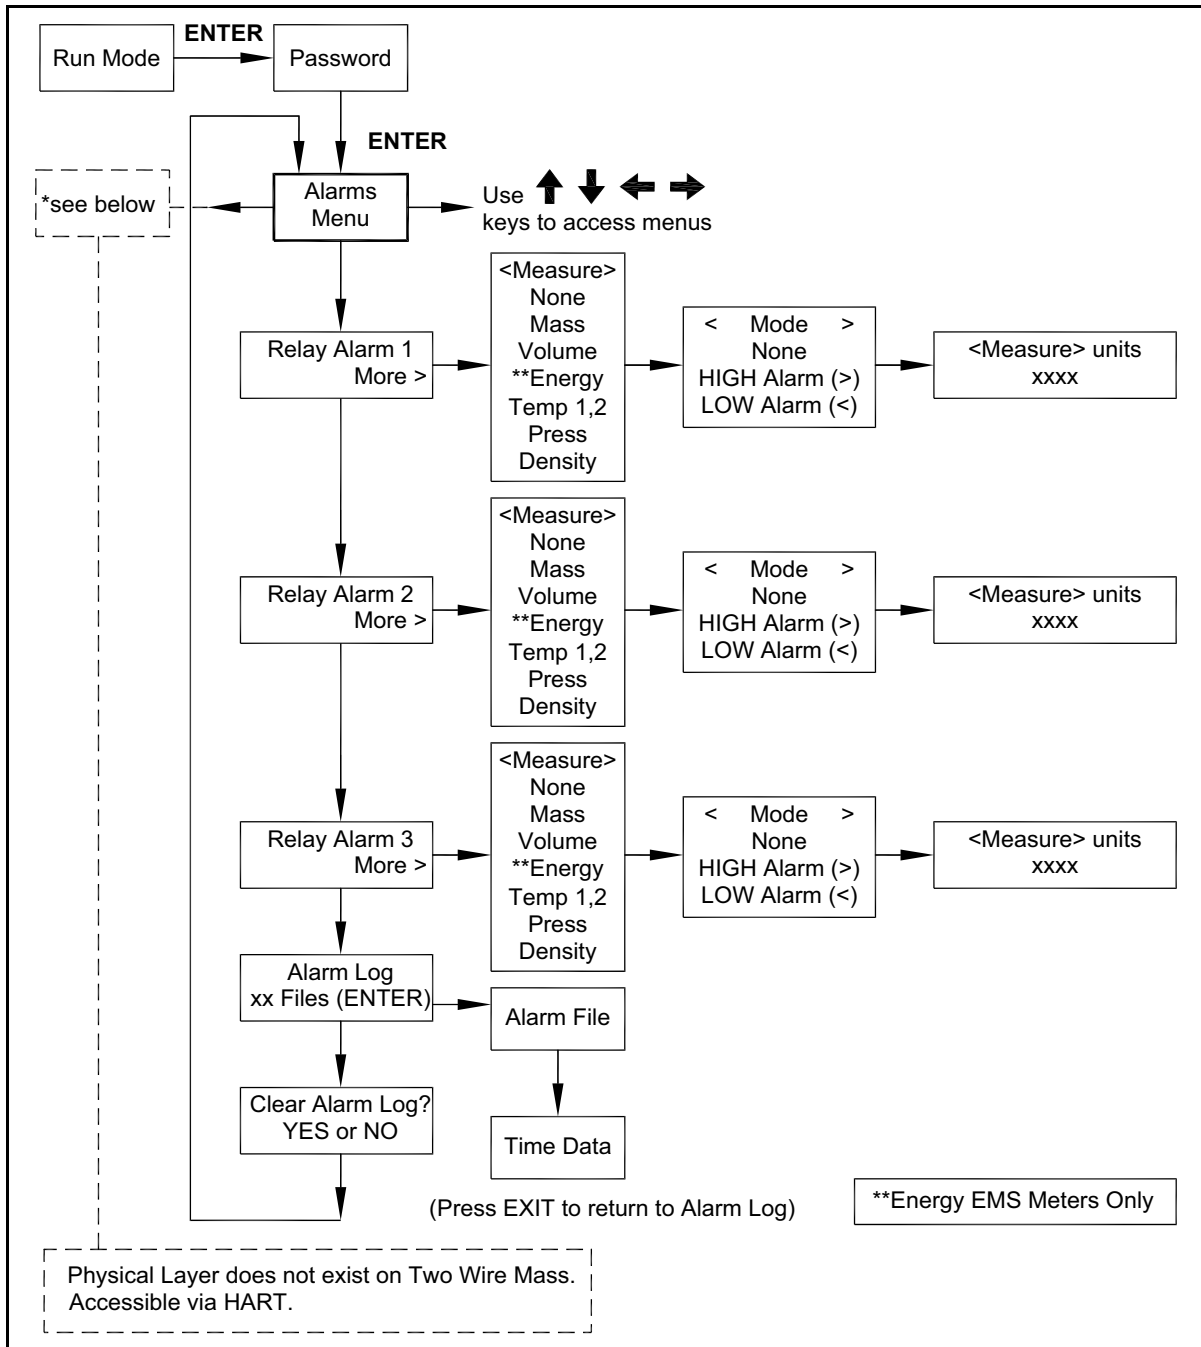 Run Mode
ENTER
Password
ENTER
*see below
Alarms
Menu
Use
keys to access menus
Relay Alarm 1
More >
<Measure>
None
Mass
Volume
**Energy
Temp 1,2
Press
Density
< Mode >
None
HIGH Alarm (>)
LOW Alarm (<)
<Measure> units
xxxx
Relay Alarm 2
More >
<Measure>
None
Mass
Volume
**Energy
Temp 1,2
Press
Density
< Mode >
None
HIGH Alarm (>)
LOW Alarm (<)
<Measure> units
xxxx
Relay Alarm 3
More >
<Measure>
None
Mass
Volume
**Energy
Temp 1,2
Press
Density
< Mode >
None
HIGH Alarm (>)
LOW Alarm (<)
<Measure> units
xxxx
Alarm Log
xx Files (ENTER)
Alarm File
Clear Alarm Log?
YES or NO
Time Data
(Press EXIT to return to Alarm Log)
**Energy EMS Meters Only
Physical Layer does not exist on Two Wire Mass.
Accessible via HART.